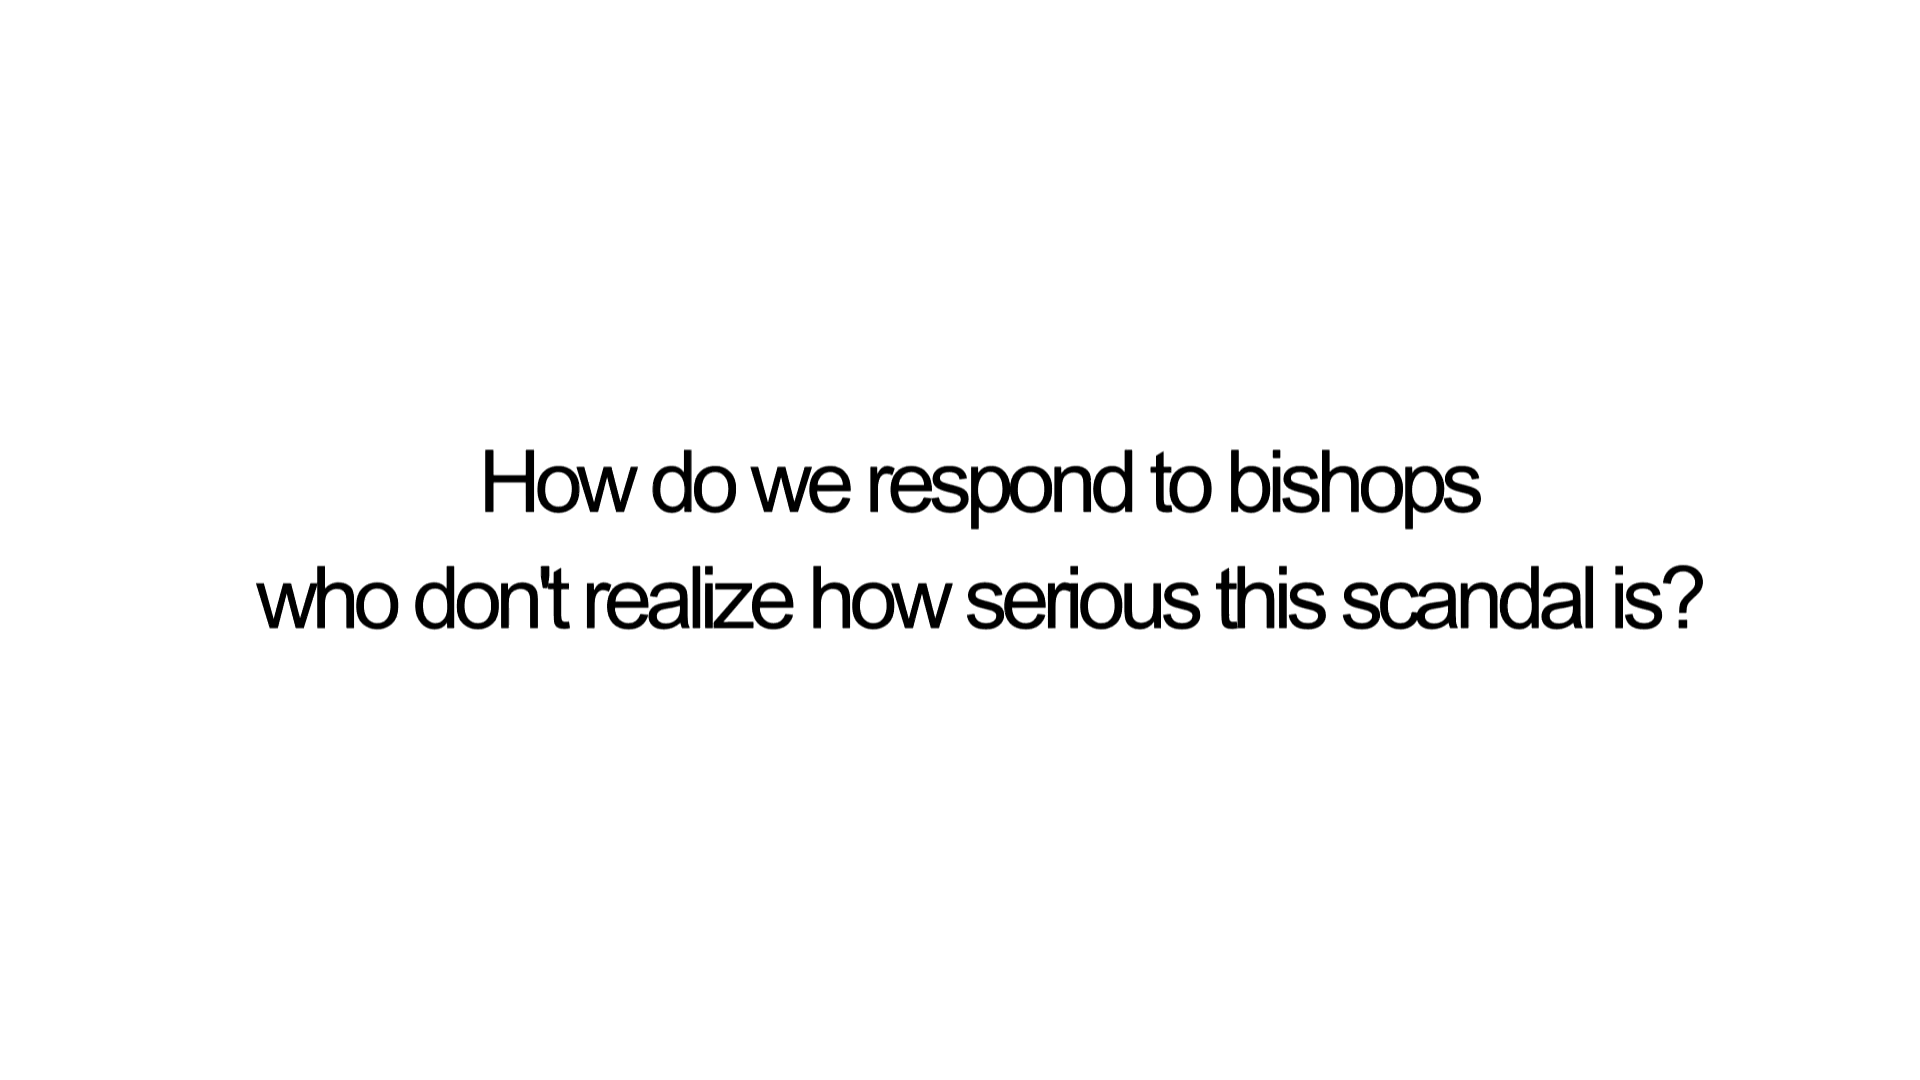 How do we respond to bishops
who don't realize how serious this scandal is?